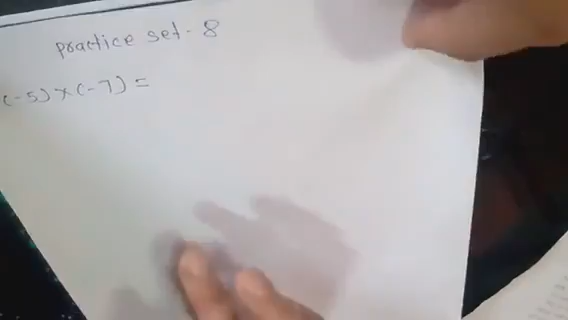 practice set - 8
(-5) x (-7) =